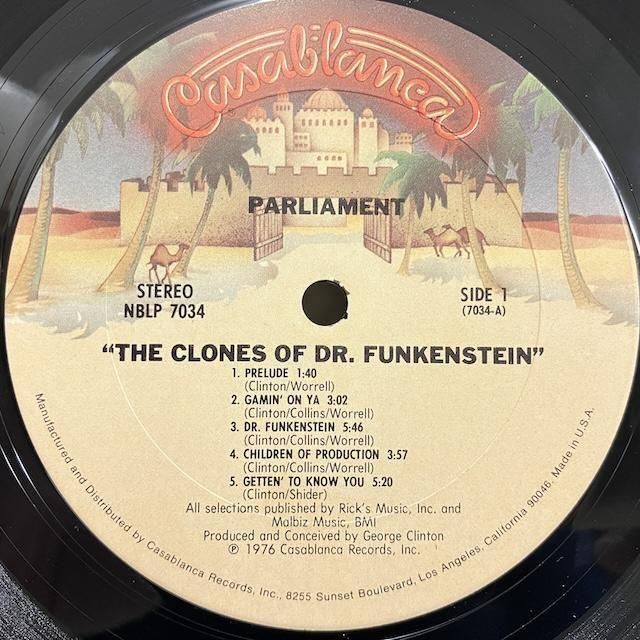 Casablanca
PARLIAMENT
STEREO
NBLP 7034
SIDE 1
(7034-A)
"THE CLONES OF DR. FUNKENSTEIN"
1. PRELUDE 1:40
(Clinton/Worrell)
2. GAMIN' ON YA 3:02
(Clinton/Collins/Worrell)
3. DR. FUNKENSTEIN 5:46
(Clinton/Collins/Worrell)
4. CHILDREN OF PRODUCTION 3:57
(Clinton/Collins/Worrell)
5. GETTEN' TO KNOW YOU 5:20
(Clinton/Shider)
All selections published by Rick's Music, Inc. and
Malbiz Music, BMI
Produced and Conceived by George Clinton
℗ 1976 Casablanca Records, Inc.
Manufactured and Distributed by Casablanca Records, Inc., 8255 Sunset Boulevard, Los Angeles, California 90046. Made in U.S.A.